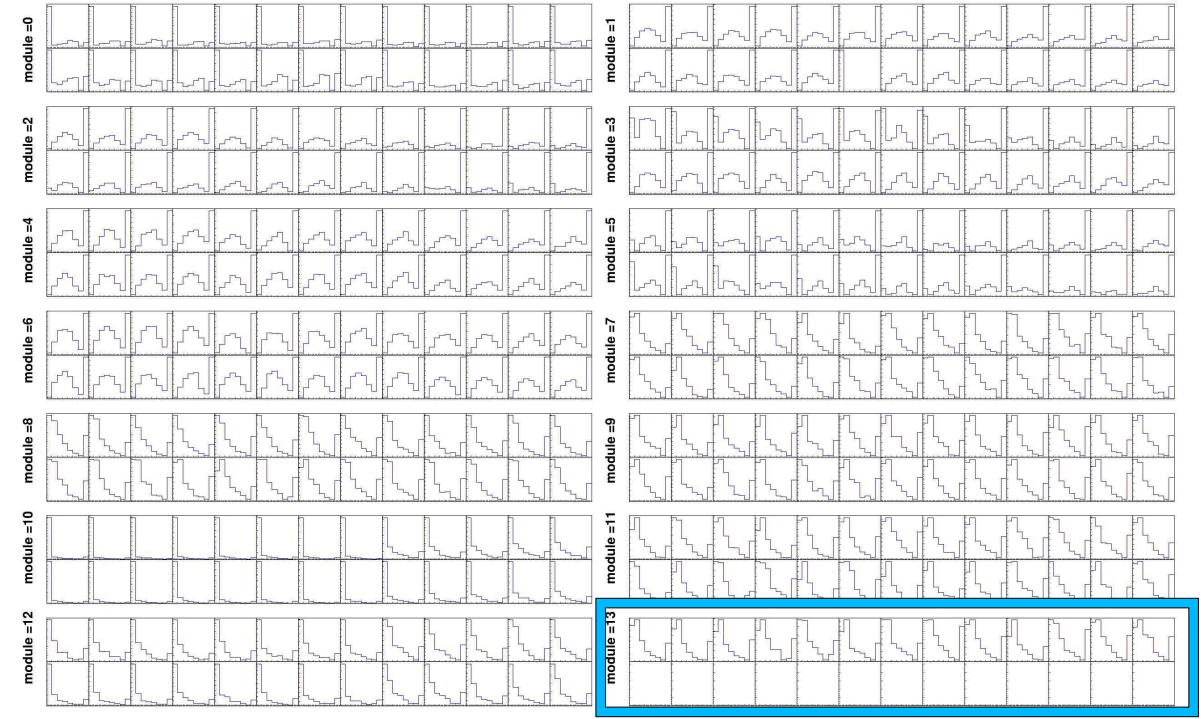 module =0
module =1
module =2
module =3
module =4
module =5
module =6
module =7
module =8
module =9
module =10
module =11
module =12
module =13